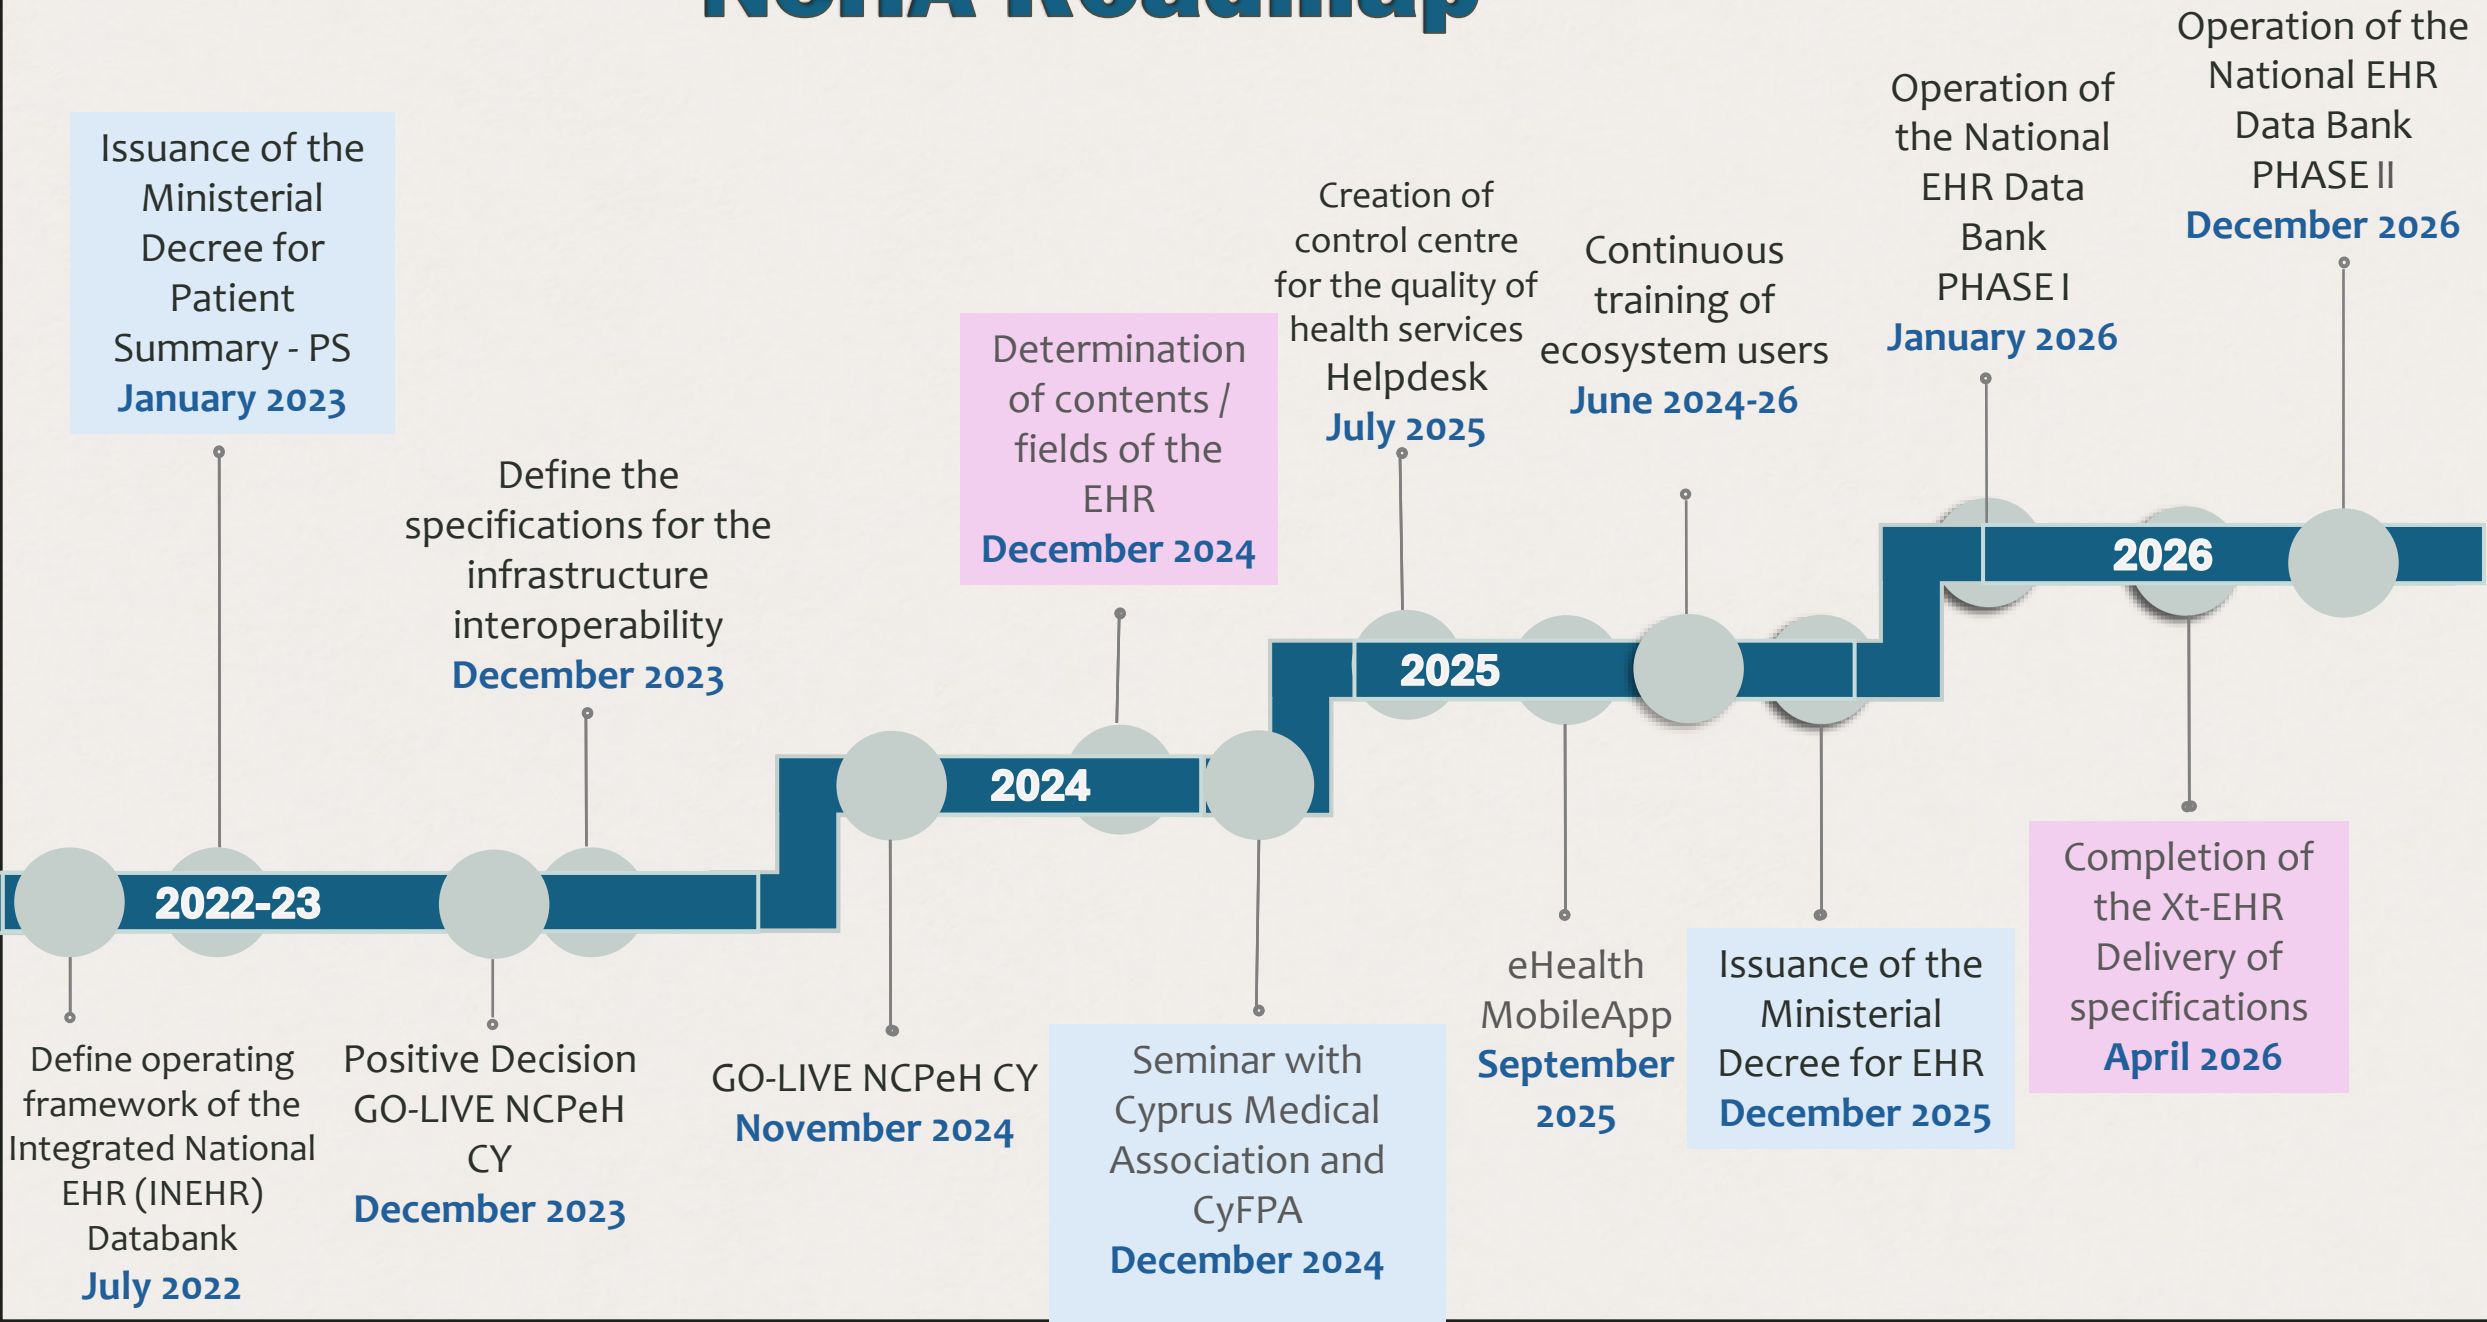 NeHA Roadmap
Issuance of the
Ministerial
Decree for
Patient
Summary - PS
January 2023
Define the
specifications for the
infrastructure
interoperability
December 2023
Determination
of contents /
fields of the
EHR
December 2024
Creation of
control centre
for the quality of
health services
Helpdesk
July 2025
Continuous
training of
ecosystem users
June 2024-26
Operation of
the National
EHR Data
Bank
PHASE I
January 2026
Operation of the
National EHR
Data Bank
PHASE II
December 2026
2022-23
2024
2025
2026
Define operating
framework of the
Integrated National
EHR (INEHR)
Databank
July 2022
Positive Decision
GO-LIVE NCPeH
CY
December 2023
GO-LIVE NCPeH CY
November 2024
Seminar with
Cyprus Medical
Association and
CyFPA
December 2024
eHealth
MobileApp
September
2025
Issuance of the
Ministerial
Decree for EHR
December 2025
Completion of
the Xt-EHR
Delivery of
specifications
April 2026